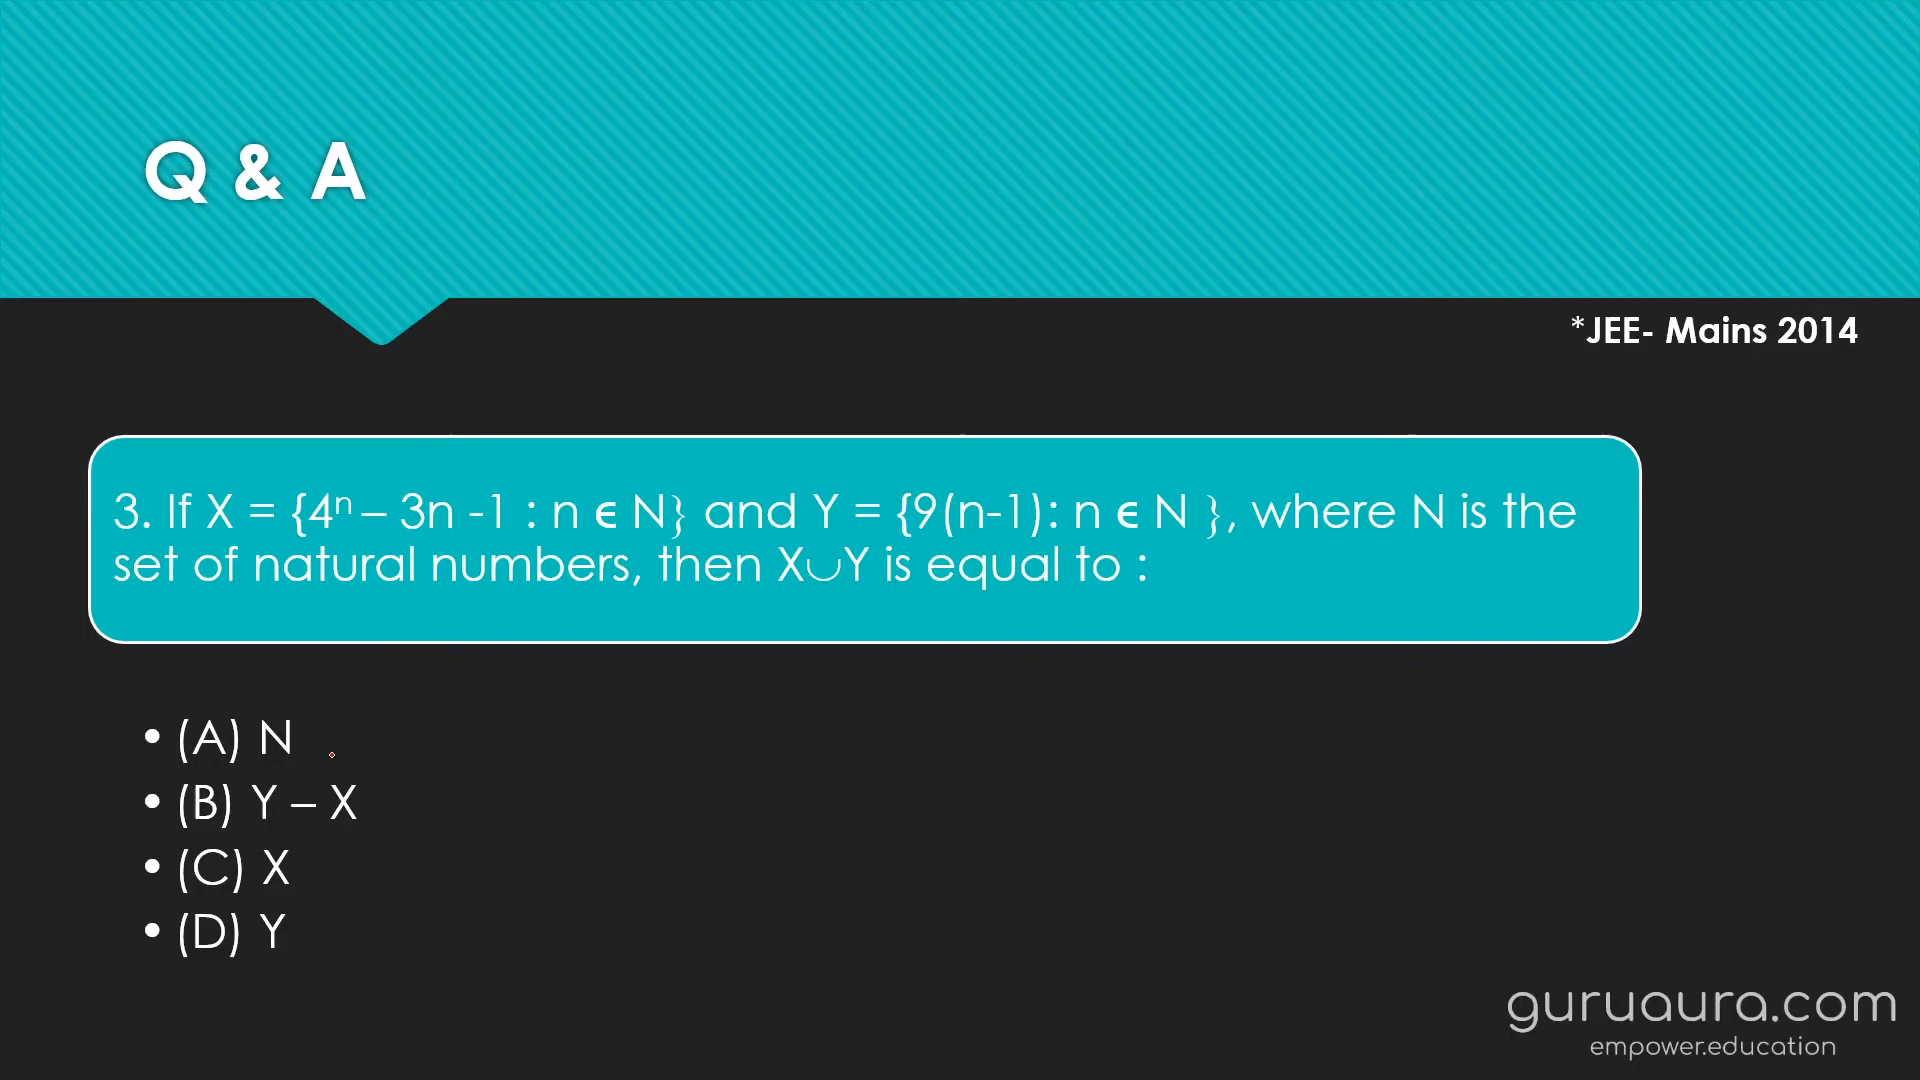 Q & A
*JEE- Mains 2014
3. If X = {4ⁿ – 3n -1 : n ϵ N} and Y = {9(n-1): n ϵ N }, where N is the
set of natural numbers, then X∪Y is equal to :
• (A) N
• (B) Y – X
• (C) X
• (D) Y
guruaura.com
empower.education